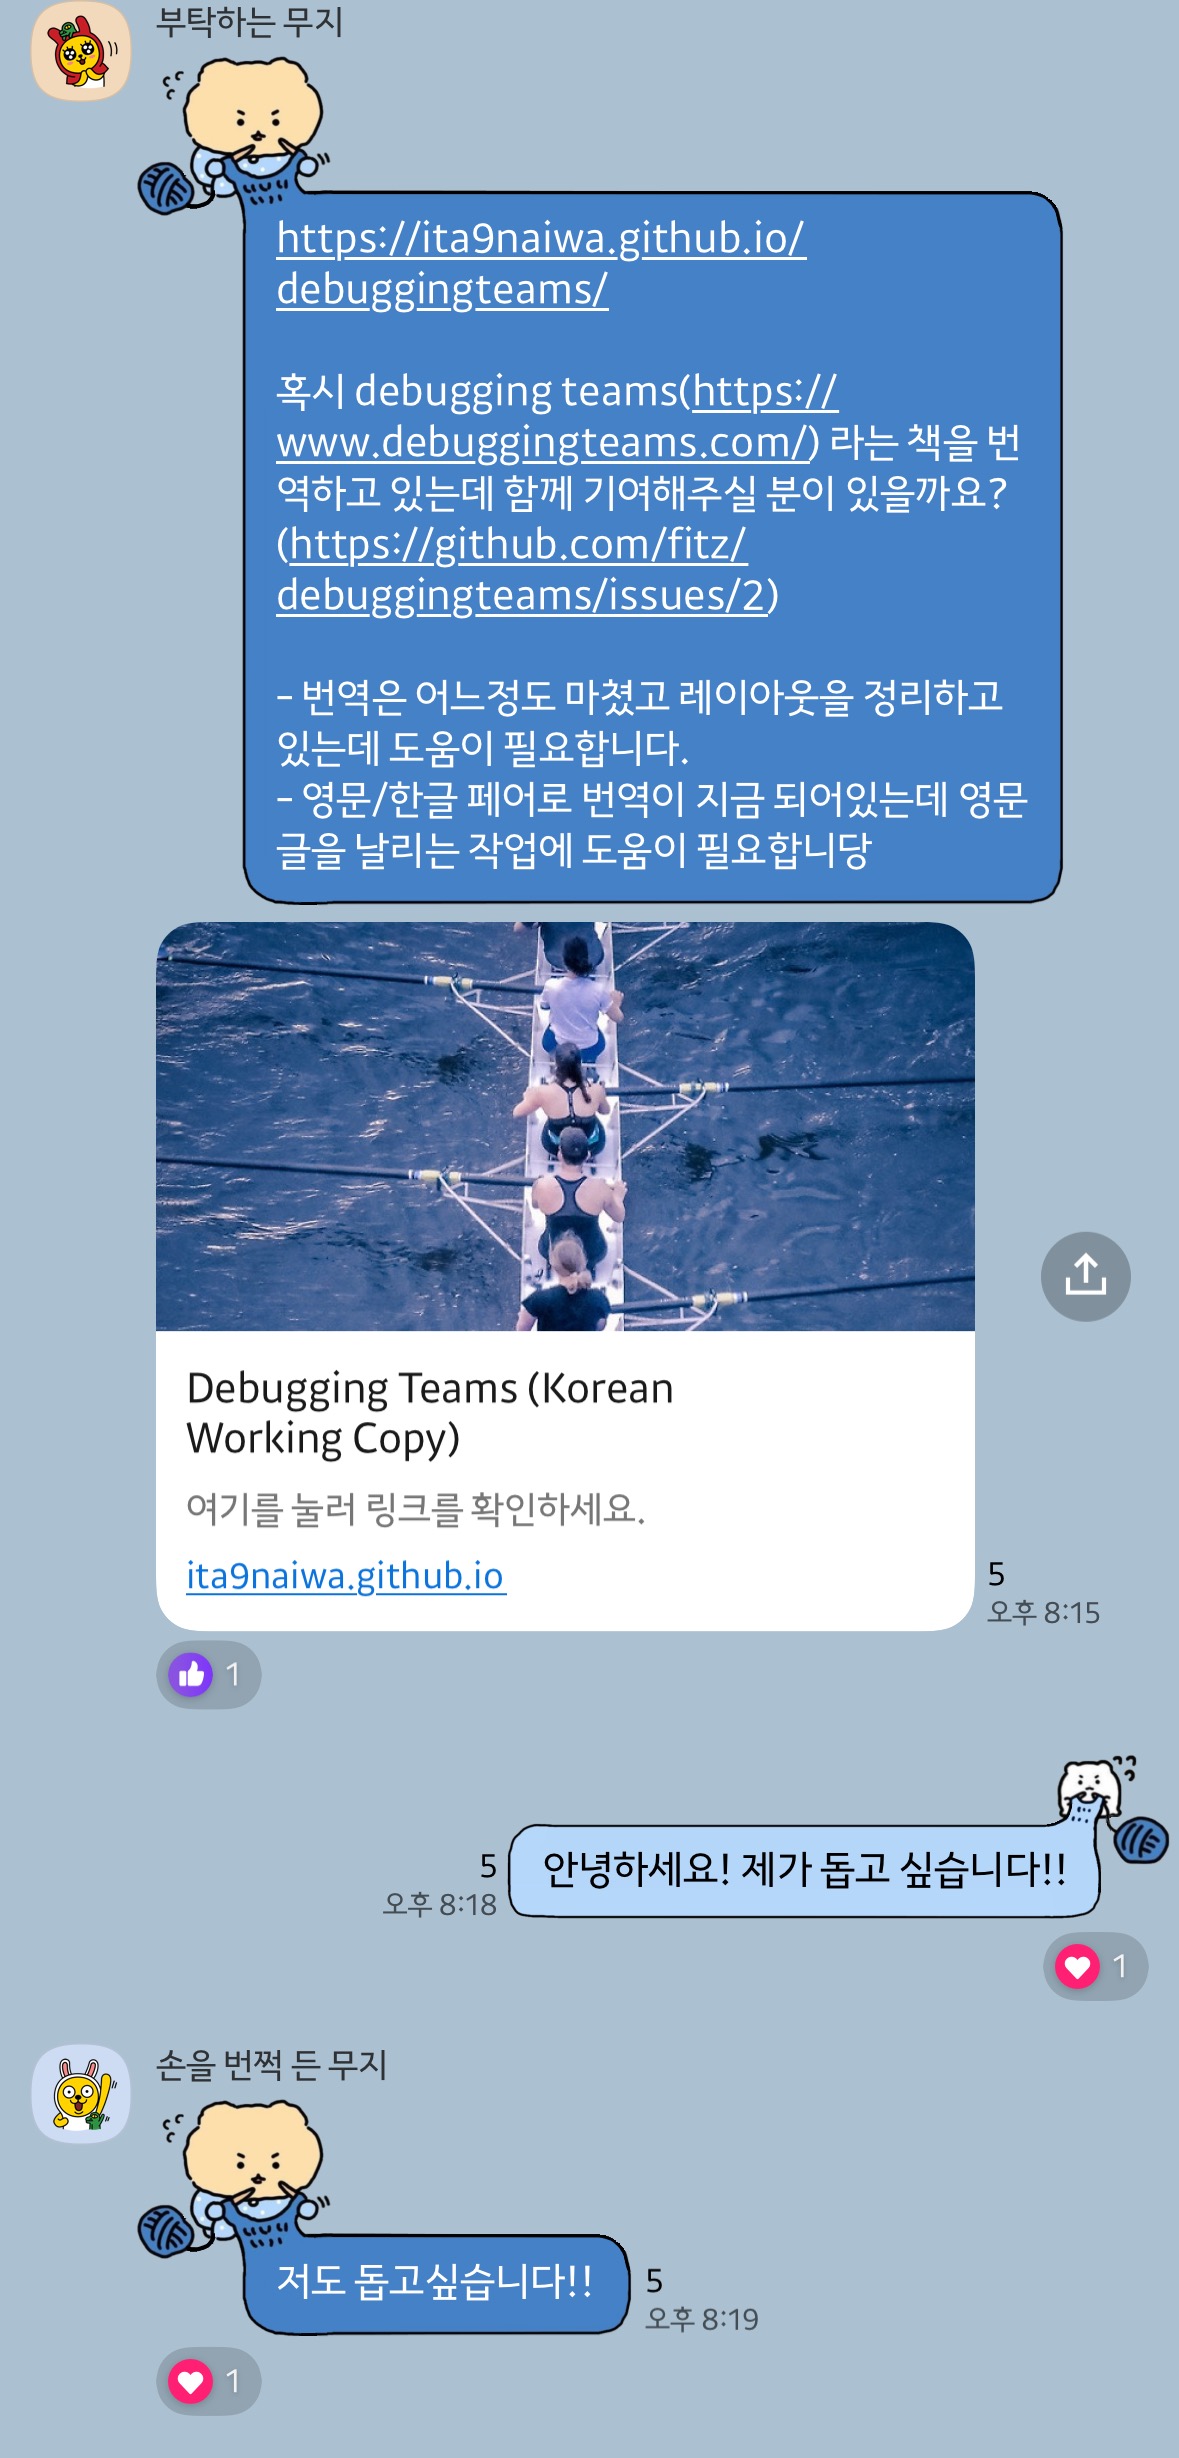 부탁하는 무지
https://ita9naiwa.github.io/
debuggingteams/
혹시 debugging teams(https://
www.debuggingteams.com/) 라는 책을 번
역하고 있는데 함께 기여해주실 분이 있을까요?
(https://github.com/fitz/
debuggingteams/issues/2)
- 번역은 어느정도 마쳤고 레이아웃을 정리하고
있는데 도움이 필요합니다.
- 영문/한글 페어로 번역이 지금 되어있는데 영문
글을 날리는 작업에 도움이 필요합니당
Debugging Teams (Korean
Working Copy)
여기를 눌러 링크를 확인하세요.
ita9naiwa.github.io
5
오후 8:15
1
안녕하세요! 제가 돕고 싶습니다!!
5
오후 8:18
1
손을 번쩍 든 무지
저도 돕고싶습니다!!
5
오후 8:19
1